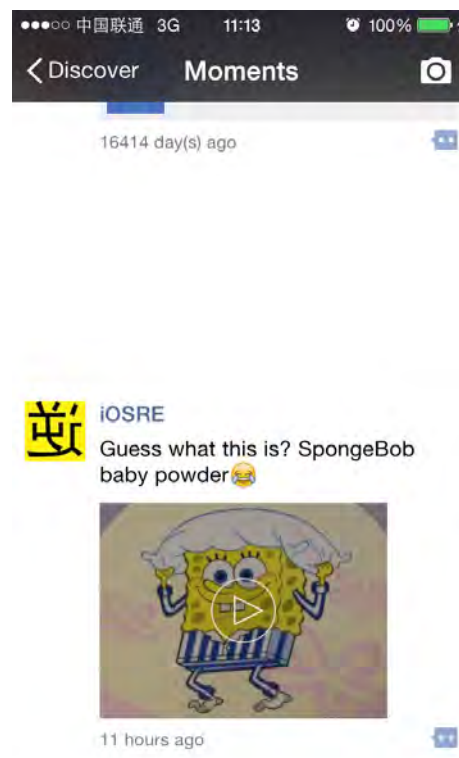 中国联通 3G 11:13 100%
Discover Moments
16414 day(s) ago
iOSRE
Guess what this is? SpongeBob
baby powder😂
11 hours ago